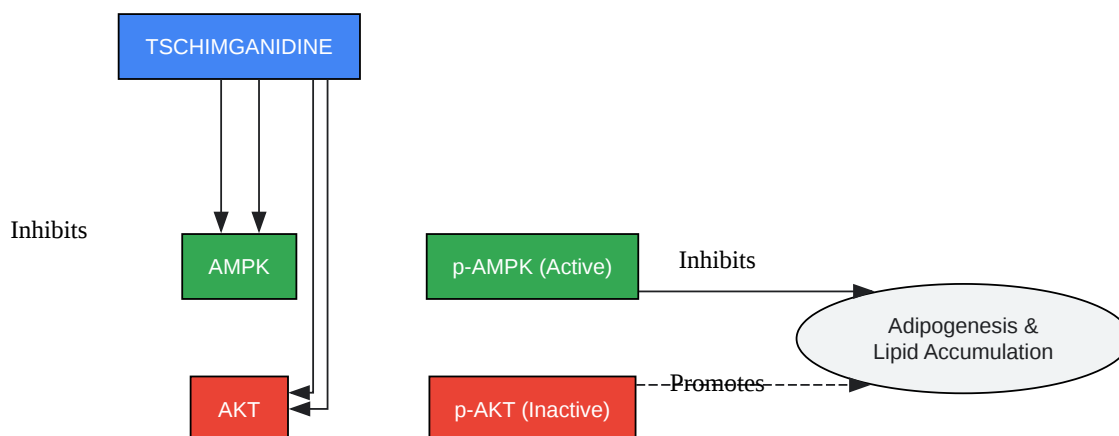 TSCHIMGANIDINE
Inhibits
AMPK
p-AMPK (Active)
Inhibits
Adipogenesis &
Lipid Accumulation
AKT
p-AKT (Inactive)
Promotes